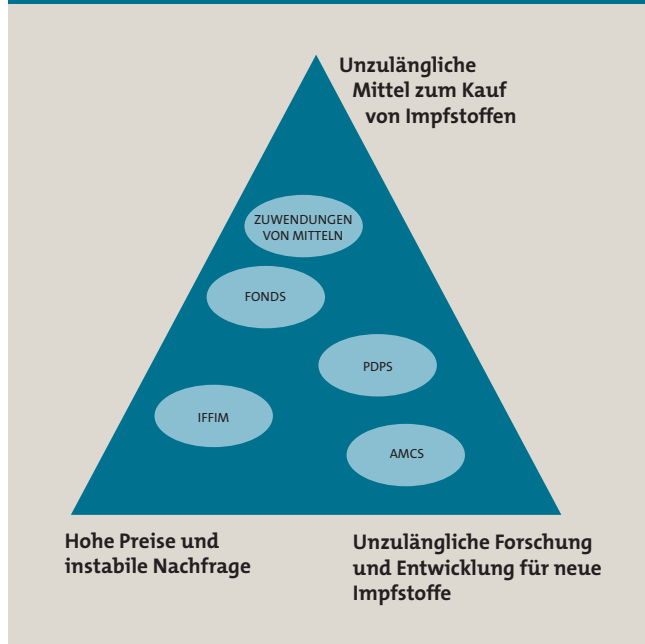 Unzulängliche
Mittel zum Kauf
von Impfstoffen
ZUWENDUNGEN
VON MITTELN
FONDS
PDPS
IFFIM
AMCS
Hohe Preise und
instabile Nachfrage
Unzulängliche Forschung
und Entwicklung für neue
Impfstoffe